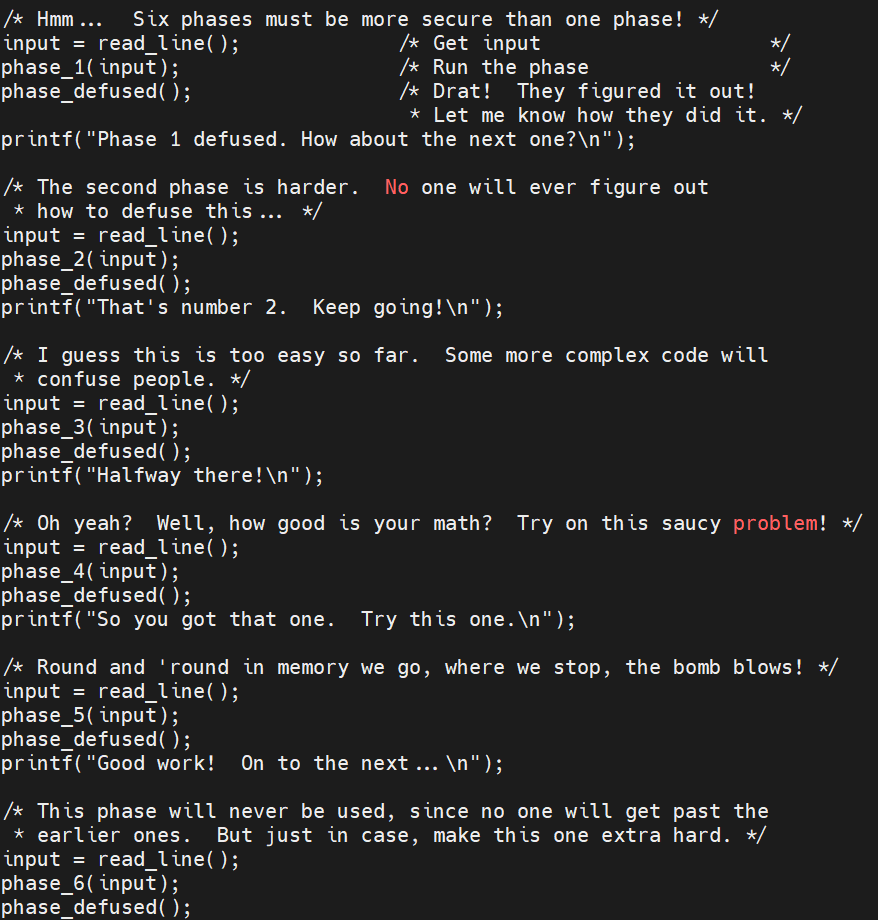 /* Hmm...  Six phases must be more secure than one phase! */
input = read_line();             /* Get input                   */
phase_1(input);                  /* Run the phase               */
phase_defused();                 /* Drat!  They figured it out!
                                  * Let me know how they did it. */
printf("Phase 1 defused. How about the next one?\n");

/* The second phase is harder.  No one will ever figure out
 * how to defuse this... */
input = read_line();
phase_2(input);
phase_defused();
printf("That's number 2.  Keep going!\n");

/* I guess this is too easy so far.  Some more complex code will
 * confuse people. */
input = read_line();
phase_3(input);
phase_defused();
printf("Halfway there!\n");

/* Oh yeah?  Well, how good is your math?  Try on this saucy problem! */
input = read_line();
phase_4(input);
phase_defused();
printf("So you got that one.  Try this one.\n");

/* Round and 'round in memory we go, where we stop, the bomb blows! */
input = read_line();
phase_5(input);
phase_defused();
printf("Good work!  On to the next...\n");

/* This phase will never be used, since no one will get past the
 * earlier ones.  But just in case, make this one extra hard. */
input = read_line();
phase_6(input);
phase_defused();